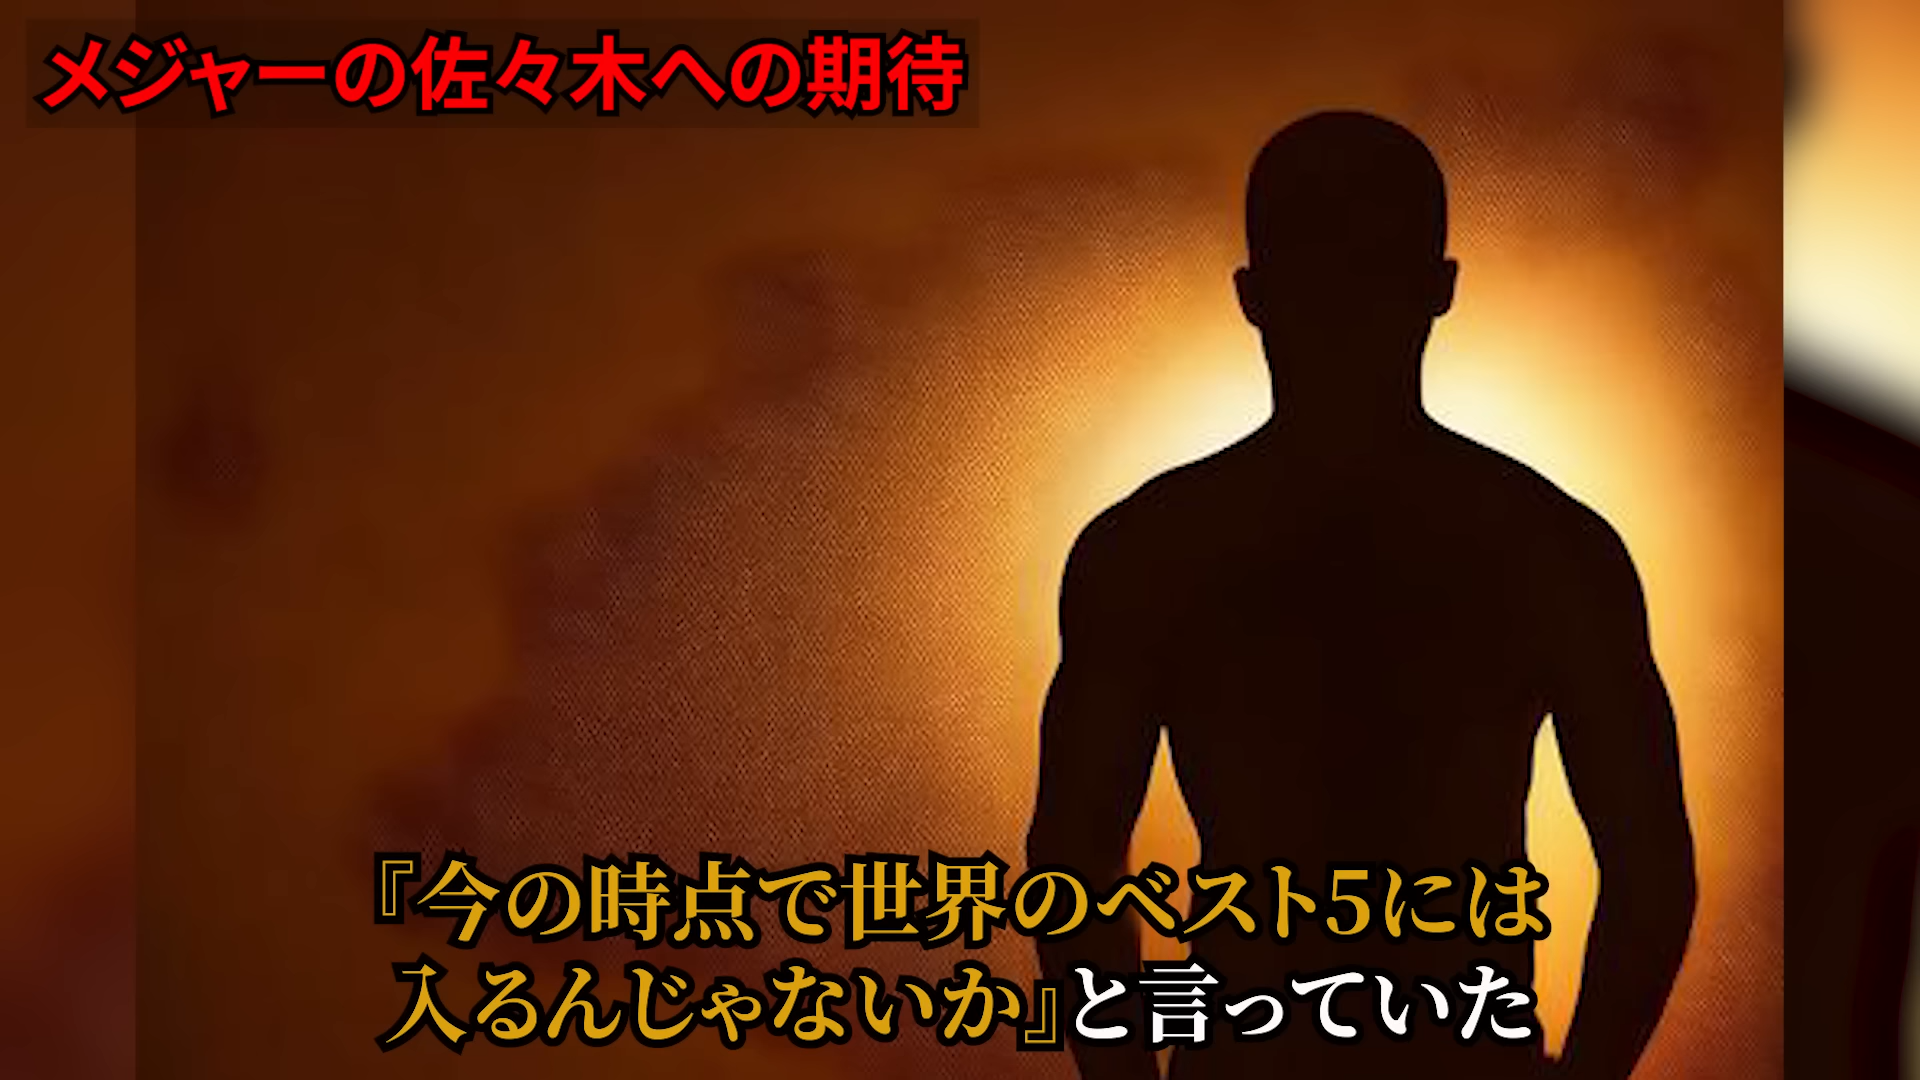 メジャーの佐々木への期待
『今の時点で世界のベスト5には
入るんじゃないか』と言っていた